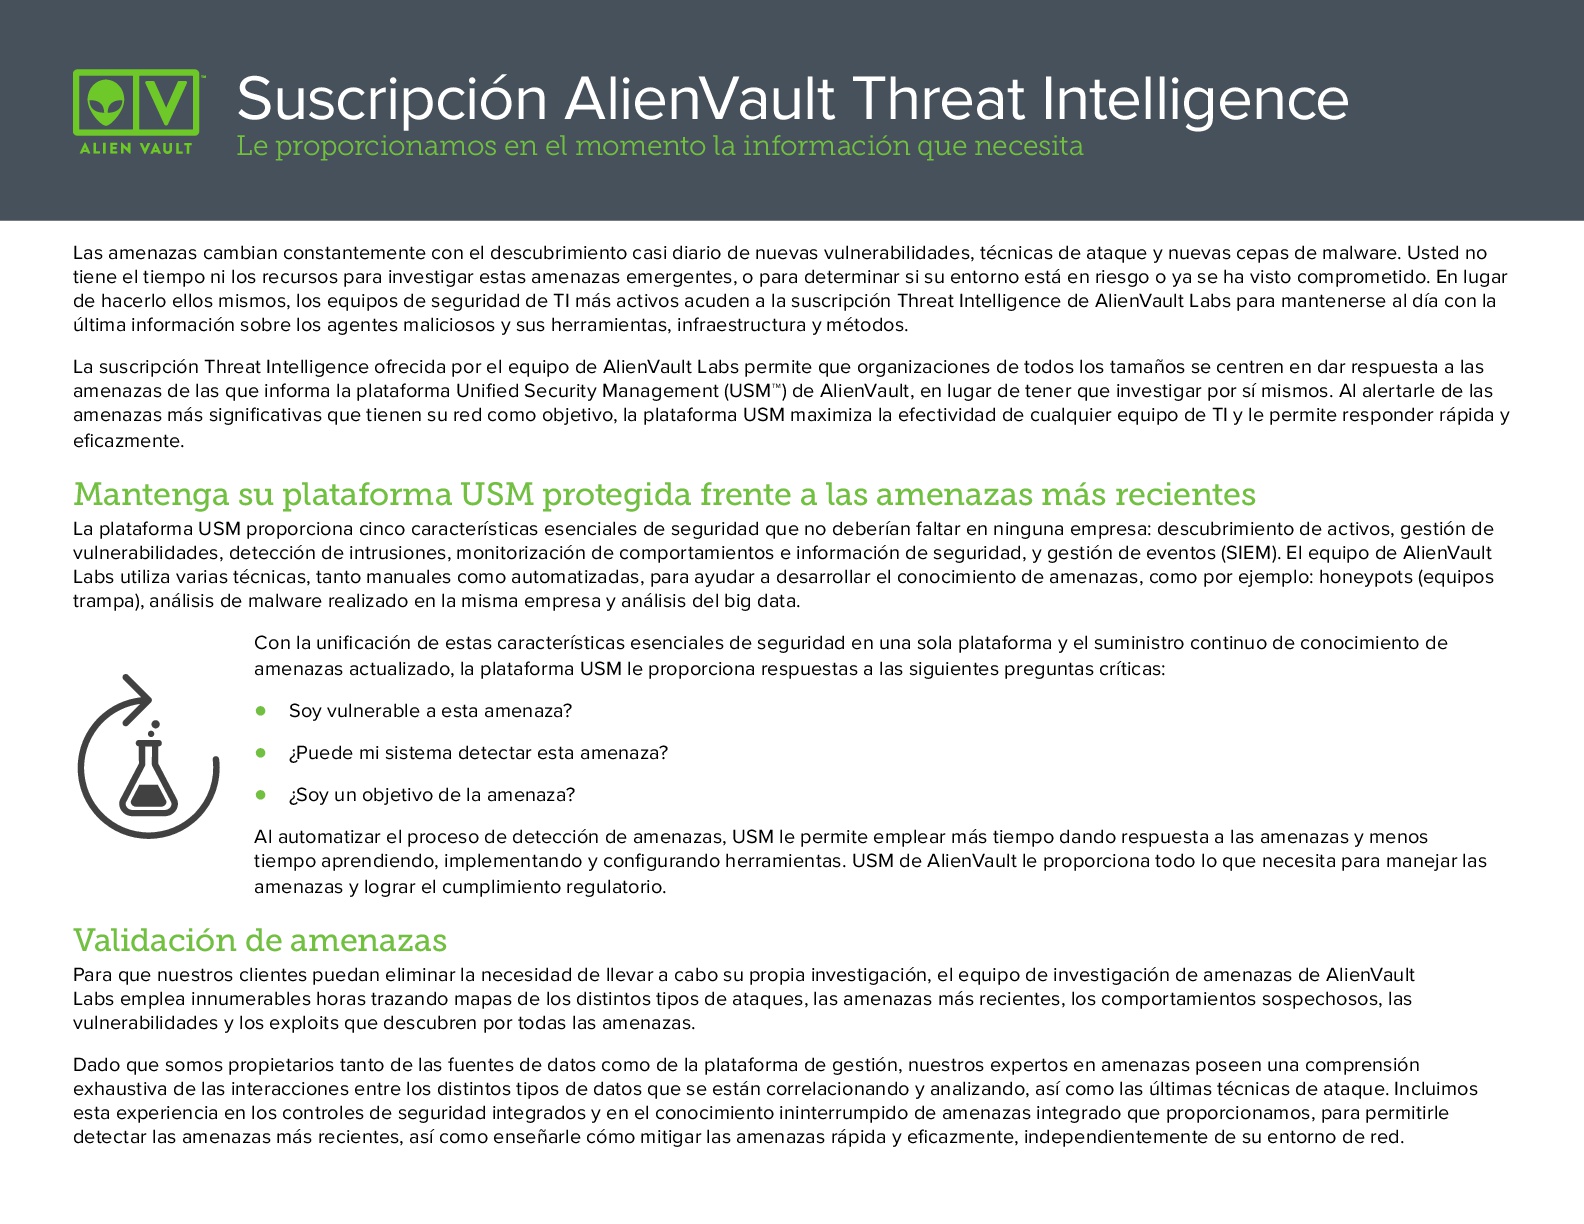 ALIEN VAULT
™
Suscripción AlienVault Threat Intelligence
Le proporcionamos en el momento la información que necesita
Las amenazas cambian constantemente con el descubrimiento casi diario de nuevas vulnerabilidades, técnicas de ataque y nuevas cepas de malware. Usted no
tiene el tiempo ni los recursos para investigar estas amenazas emergentes, o para determinar si su entorno está en riesgo o ya se ha visto comprometido. En lugar
de hacerlo ellos mismos, los equipos de seguridad de TI más activos acuden a la suscripción Threat Intelligence de AlienVault Labs para mantenerse al día con la
última información sobre los agentes maliciosos y sus herramientas, infraestructura y métodos.
La suscripción Threat Intelligence ofrecida por el equipo de AlienVault Labs permite que organizaciones de todos los tamaños se centren en dar respuesta a las
amenazas de las que informa la plataforma Unified Security Management (USM™) de AlienVault, en lugar de tener que investigar por sí mismos. Al alertarle de las
amenazas más significativas que tienen su red como objetivo, la plataforma USM maximiza la efectividad de cualquier equipo de TI y le permite responder rápida y
eficazmente.
Mantenga su plataforma USM protegida frente a las amenazas más recientes
La plataforma USM proporciona cinco características esenciales de seguridad que no deberían faltar en ninguna empresa: descubrimiento de activos, gestión de
vulnerabilidades, detección de intrusiones, monitorización de comportamientos e información de seguridad, y gestión de eventos (SIEM). El equipo de AlienVault
Labs utiliza varias técnicas, tanto manuales como automatizadas, para ayudar a desarrollar el conocimiento de amenazas, como por ejemplo: honeypots (equipos
trampa), análisis de malware realizado en la misma empresa y análisis del big data.
Con la unificación de estas características esenciales de seguridad en una sola plataforma y el suministro continuo de conocimiento de
amenazas actualizado, la plataforma USM le proporciona respuestas a las siguientes preguntas críticas:
• Soy vulnerable a esta amenaza?
• ¿Puede mi sistema detectar esta amenaza?
• ¿Soy un objetivo de la amenaza?
Al automatizar el proceso de detección de amenazas, USM le permite emplear más tiempo dando respuesta a las amenazas y menos
tiempo aprendiendo, implementando y configurando herramientas. USM de AlienVault le proporciona todo lo que necesita para manejar las
amenazas y lograr el cumplimiento regulatorio.
Validación de amenazas
Para que nuestros clientes puedan eliminar la necesidad de llevar a cabo su propia investigación, el equipo de investigación de amenazas de AlienVault
Labs emplea innumerables horas trazando mapas de los distintos tipos de ataques, las amenazas más recientes, los comportamientos sospechosos, las
vulnerabilidades y los exploits que descubren por todas las amenazas.
Dado que somos propietarios tanto de las fuentes de datos como de la plataforma de gestión, nuestros expertos en amenazas poseen una comprensión
exhaustiva de las interacciones entre los distintos tipos de datos que se están correlacionando y analizando, así como las últimas técnicas de ataque. Incluimos
esta experiencia en los controles de seguridad integrados y en el conocimiento ininterrumpido de amenazas integrado que proporcionamos, para permitirle
detectar las amenazas más recientes, así como enseñarle cómo mitigar las amenazas rápida y eficazmente, independientemente de su entorno de red.